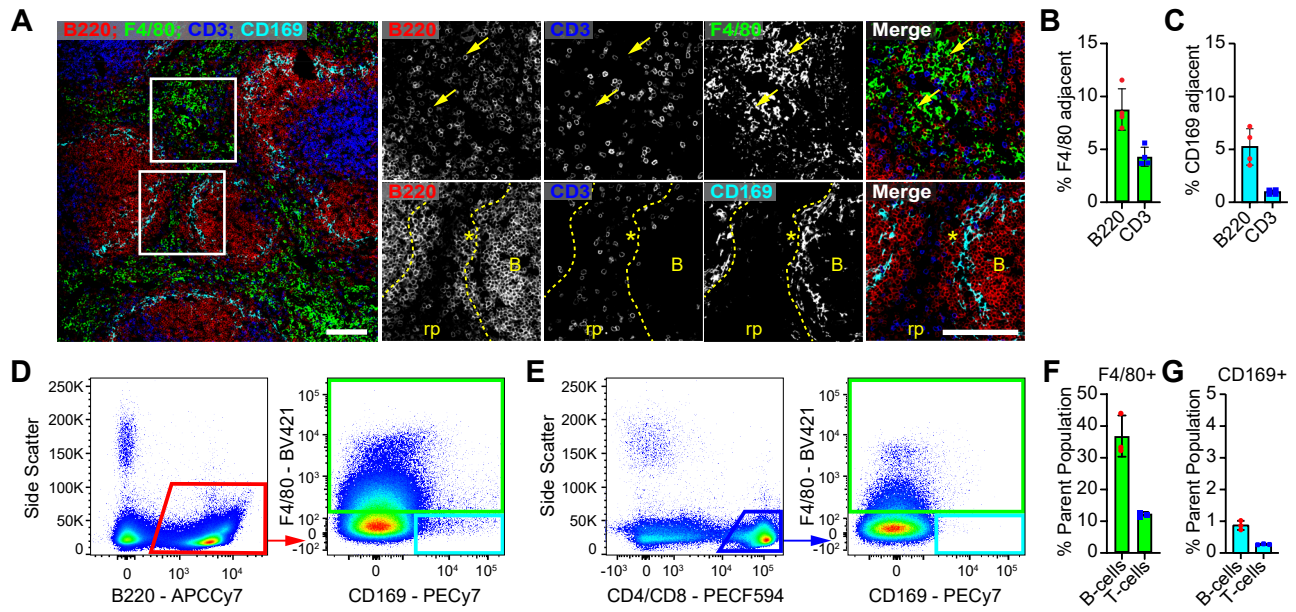 A
B220; F4/80; CD3; CD169
B220
CD3
F4/80
Merge
B220
CD3
CD169
Merge
*
B
rp
*
B
rp
*
B
rp
*
B
rp
B
% F4/80 adjacent
15
10
5
0
B220
CD3
C
% CD169 adjacent
15
10
5
0
B220
CD3
D
Side Scatter
250K
200K
150K
100K
50K
0
0
10³
10⁴
B220 - APCCy7
F4/80 - BV421
10⁵
10⁴
10³
10²
0
-10²
0
10⁴
10⁵
CD169 - PECy7
E
Side Scatter
250K
200K
150K
100K
50K
0
-10³
0
10³
10⁴
10⁵
CD4/CD8 - PECF594
F4/80 - BV421
10⁵
10⁴
10³
10²
0
-10²
0
10⁴
10⁵
CD169 - PECy7
F
F4/80+
% Parent Population
50
40
30
20
10
0
B-cells
T-cells
G
CD169+
% Parent Population
5
4
3
2
1
0
B-cells
T-cells